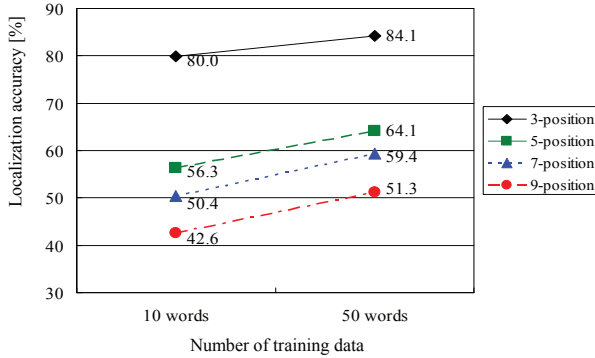 Localization accuracy [%]
90
80
70
60
50
40
30
80.0
84.1
56.3
64.1
50.4
59.4
42.6
51.3
10 words
50 words
Number of training data
3-position
5-position
7-position
9-position